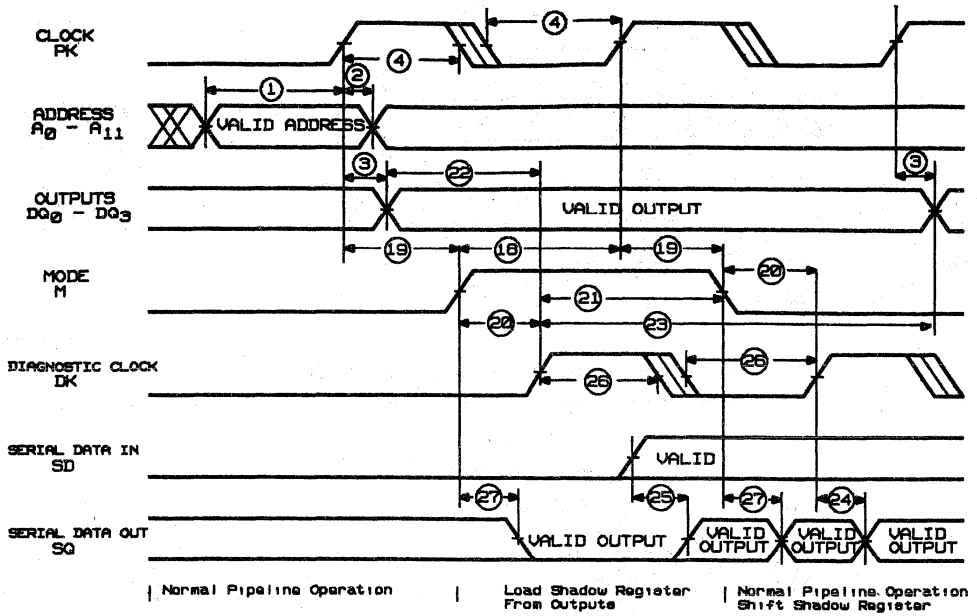 CLOCK
PK
④
④
①
②
ADDRESS
A0 - A11
VALID ADDRESS
③
㉒
③
OUTPUTS
DQ0 - DQ3
VALID OUTPUT
⑲
⑱
⑲
MODE
M
⑳
㉑
⑳
㉓
DIAGNOSTIC CLOCK
DK
㉖
㉖
SERIAL DATA IN
SD
VALID
㉗
㉕
㉗
㉔
SERIAL DATA OUT
SQ
VALID OUTPUT
VALID
OUTPUT
VALID
OUTPUT
VALID
OUTPUT
| Normal Pipeline Operation
| Load Shadow Register
From Outputs
| Normal Pipeline Operation
Shift Shadow Register